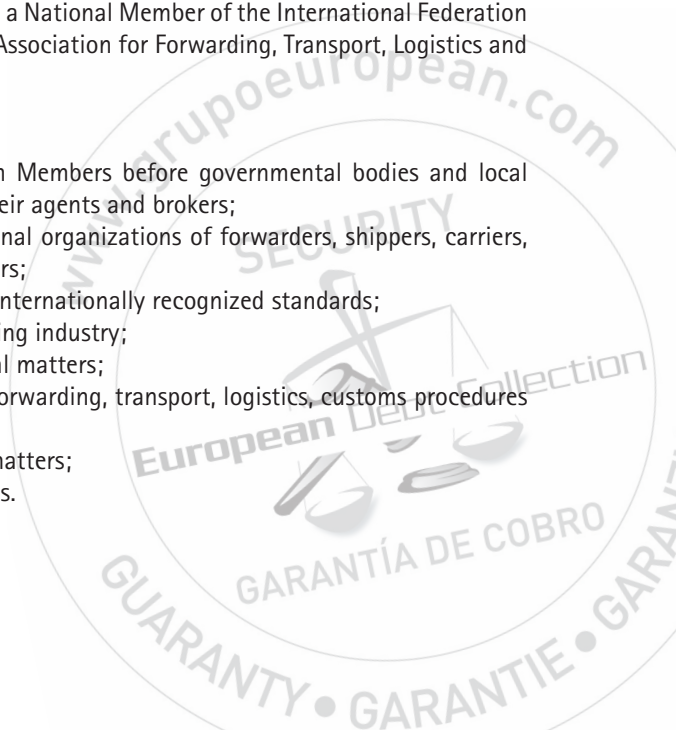 a National Member of the International Federation
Association for Forwarding, Transport, Logistics and
www.grupoeuropean.com
Members before governmental bodies and local
eir agents and brokers;
SECURITY
nal organizations of forwarders, shippers, carriers,
rs;
nternationally recognized standards;
ing industry;
al matters;
orwarding, transport, logistics, customs procedures
European Debt Collection
natters;
s.
GARANTÍA DE COBRO
GUARANTY • GARANTIE •